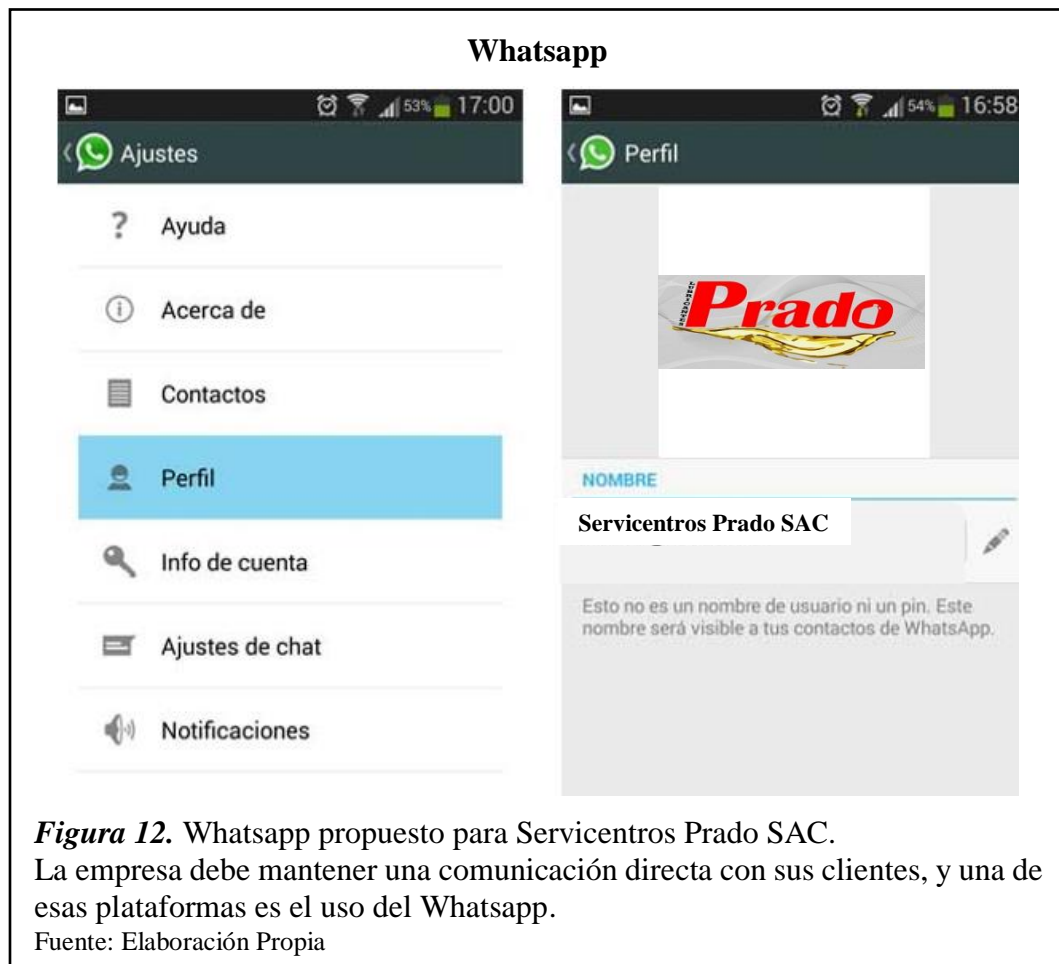 Whatsapp
53% 17:00
Ajustes
? Ayuda
Acerca de
Contactos
Perfil
Info de cuenta
Ajustes de chat
Notificaciones
54% 16:58
Perfil
Prado
NOMBRE
Servicentros Prado SAC
Esto no es un nombre de usuario ni un pin. Este
nombre será visible a tus contactos de WhatsApp.
Figura 12. Whatsapp propuesto para Servicentros Prado SAC.
La empresa debe mantener una comunicación directa con sus clientes, y una de
esas plataformas es el uso del Whatsapp.
Fuente: Elaboración Propia